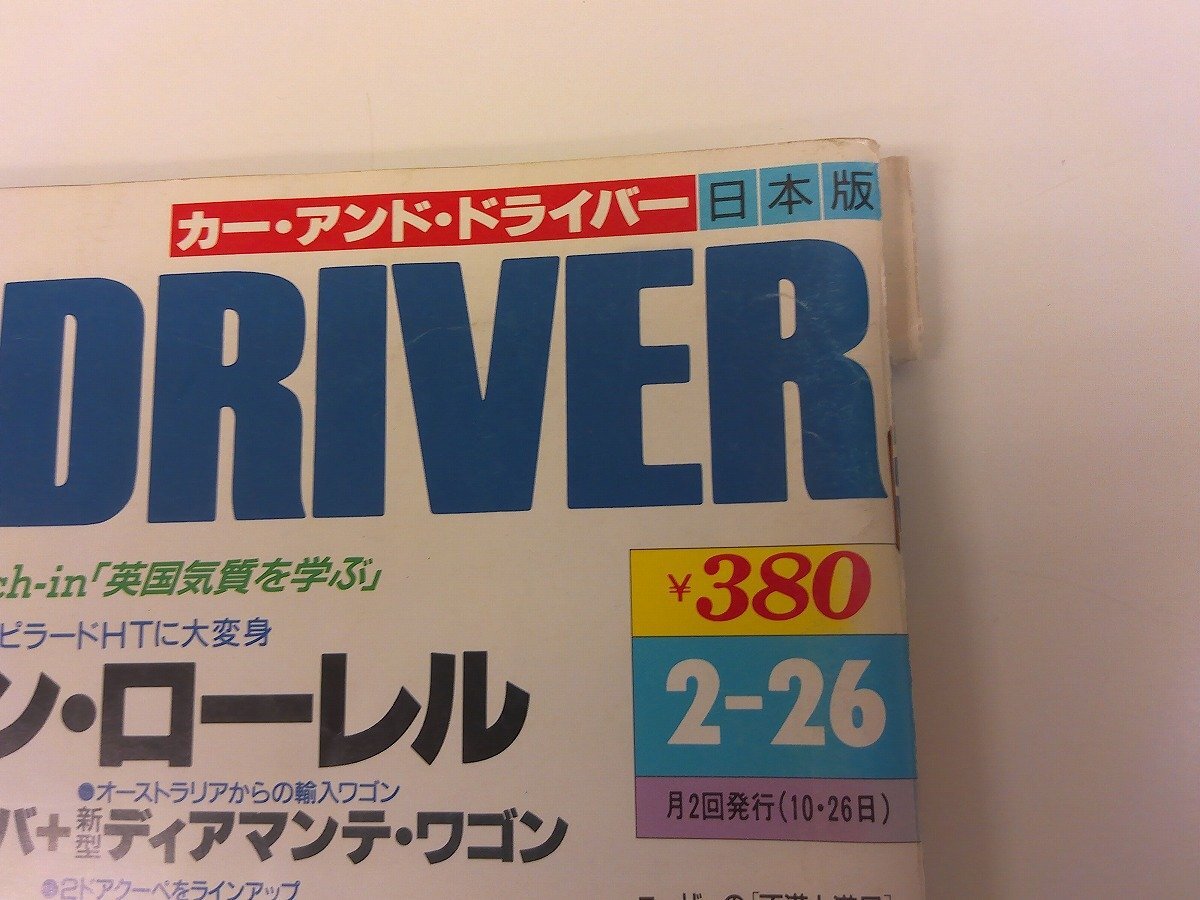 カー・アンド・ドライバー 日本版
DRIVER
ch-in「英国気質を学ぶ」
ピラードHTに大変身
ン・ローレル
●オーストラリアからの輸入ワゴン
バ+新型ディアマンテ・ワゴン
●2ドアクーペをラインアップ
¥380
2-26
月2回発行(10・26日)